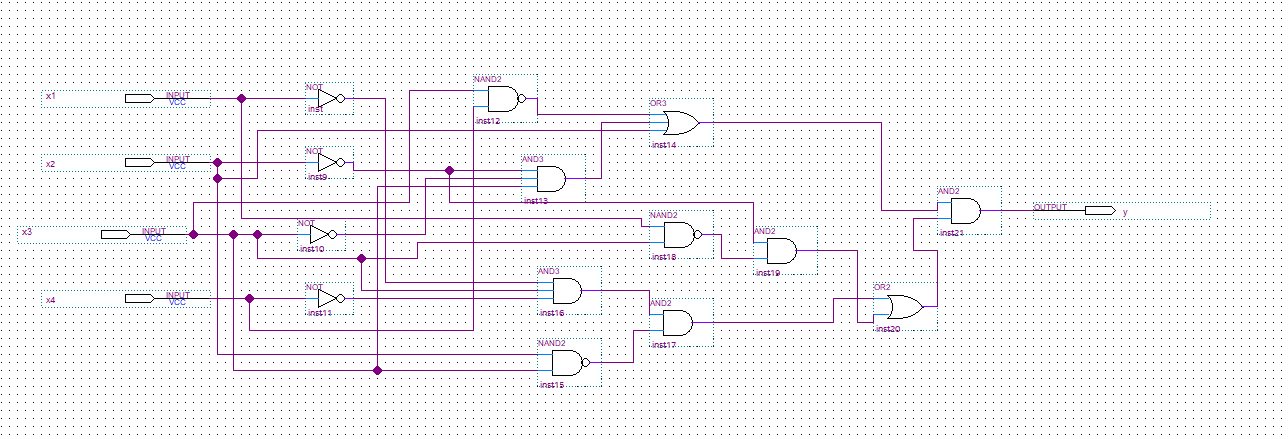 x1
INPUT
VCC
NOT
inst
NAND2
inst12
OR3
inst14
x2
INPUT
VCC
NOT
inst9
AND3
inst13
x3
INPUT
VCC
NOT
inst10
NAND2
inst18
AND2
inst19
AND2
inst21
OUTPUT
y
x4
INPUT
VCC
NOT
inst11
AND3
inst16
AND2
inst17
OR2
inst20
NAND2
inst15